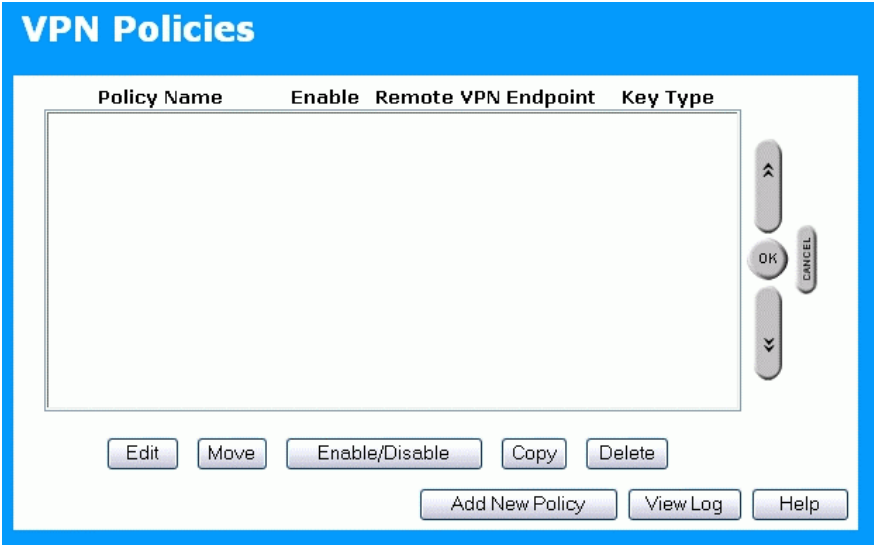 VPN Policies
Policy Name Enable Remote VPN Endpoint Key Type
OK
CANCEL
Edit Move Enable/Disable Copy Delete
Add New Policy View Log Help